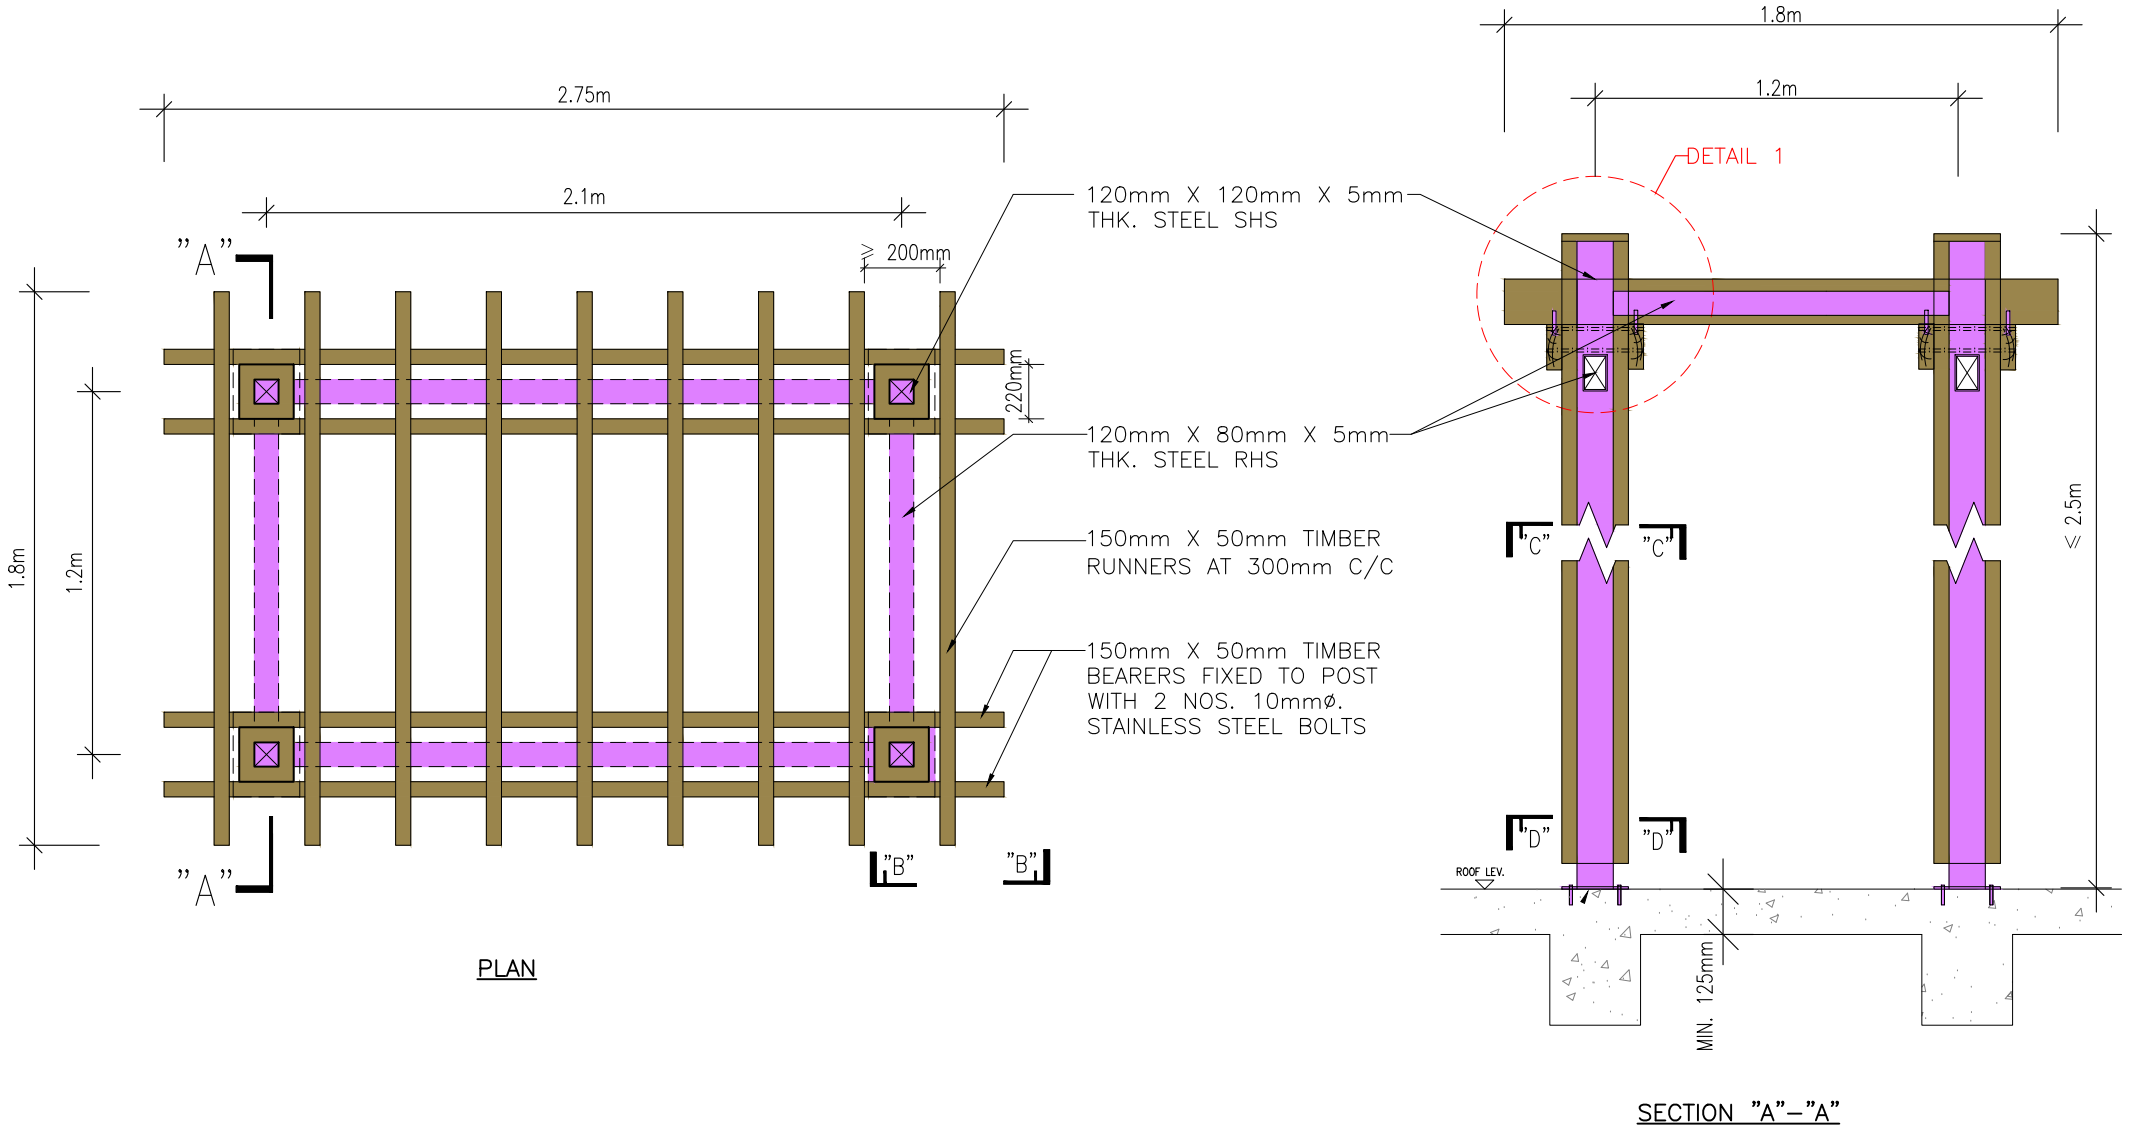 2.75m
2.1m
"A"
≥ 200mm
220mm
1.8m
1.2m
"A"
"B"
"B"
PLAN
120mm X 120mm X 5mm
THK. STEEL SHS
120mm X 80mm X 5mm
THK. STEEL RHS
150mm X 50mm TIMBER
RUNNERS AT 300mm C/C
150mm X 50mm TIMBER
BEARERS FIXED TO POST
WITH 2 NOS. 10mmø.
STAINLESS STEEL BOLTS
1.8m
1.2m
DETAIL 1
≤ 2.5m
"C"
"C"
"D"
"D"
ROOF LEV.
MIN. 125mm
SECTION "A"-"A"